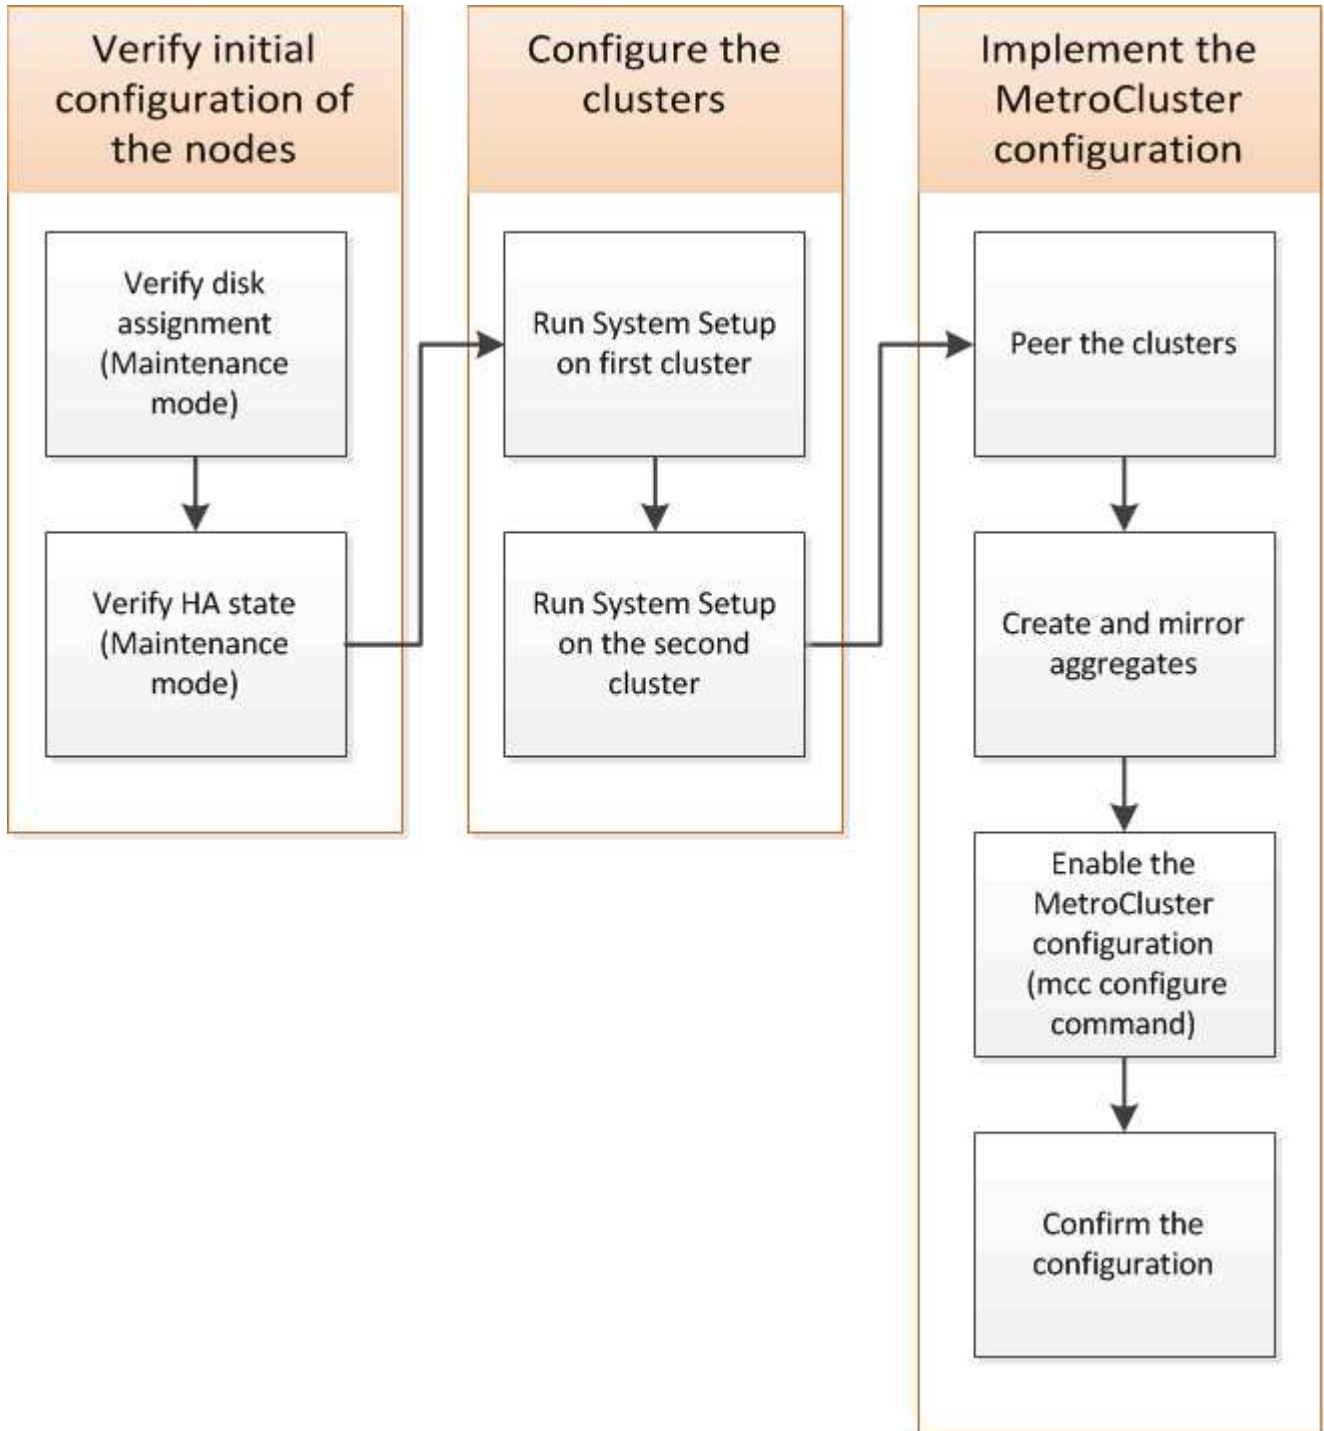 Verify initial
configuration of
the nodes
Verify disk
assignment
(Maintenance
mode)
Verify HA state
(Maintenance
mode)
Configure the
clusters
Run System Setup
on first cluster
Run System Setup
on the second
cluster
Implement the
MetroCluster
configuration
Peer the clusters
Create and mirror
aggregates
Enable the
MetroCluster
configuration
(mcc configure
command)
Confirm the
configuration